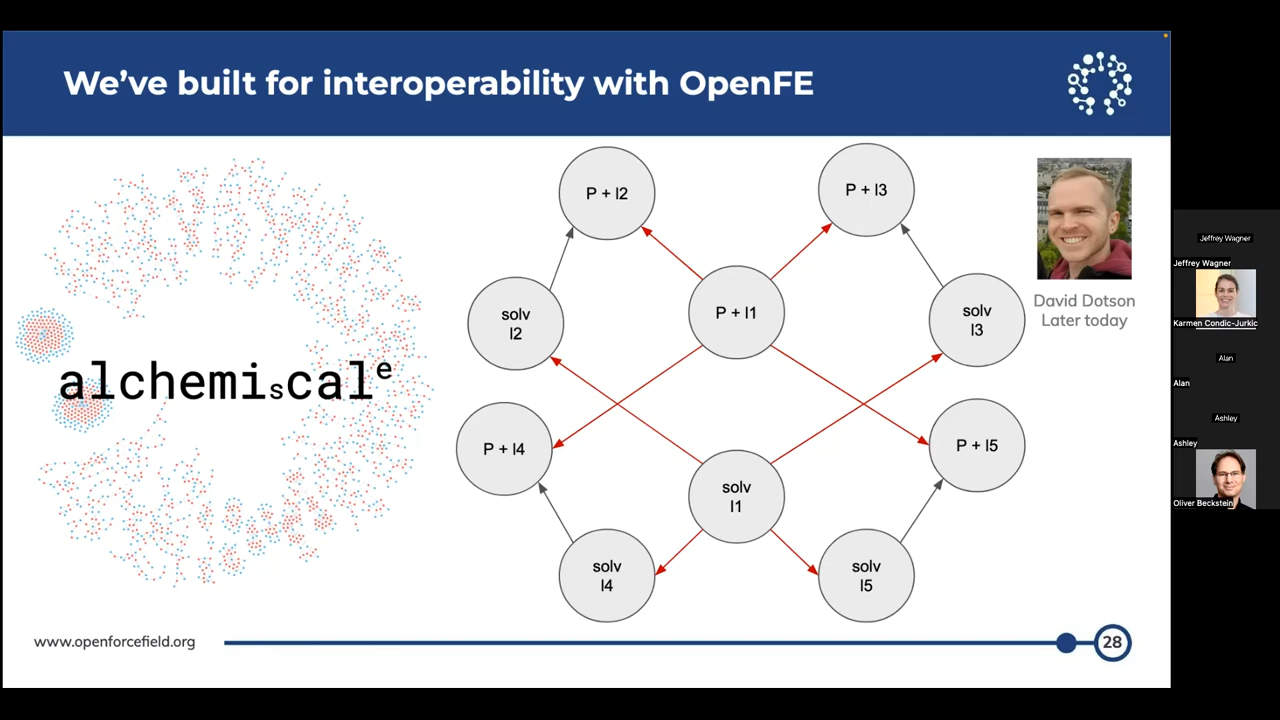 We've built for interoperability with OpenFE
alchemiscale
P + l2
P + l3
P + l1
solv
l2
solv
l3
P + l4
P + l5
solv
l1
solv
l4
solv
l5
David Dotson
Later today
www.openforcefield.org
28
Jeffrey Wagner
Jeffrey Wagner
Karmen Condic-Jurkic
Alan
Alan
Ashley
Ashley
Oliver Beckstein